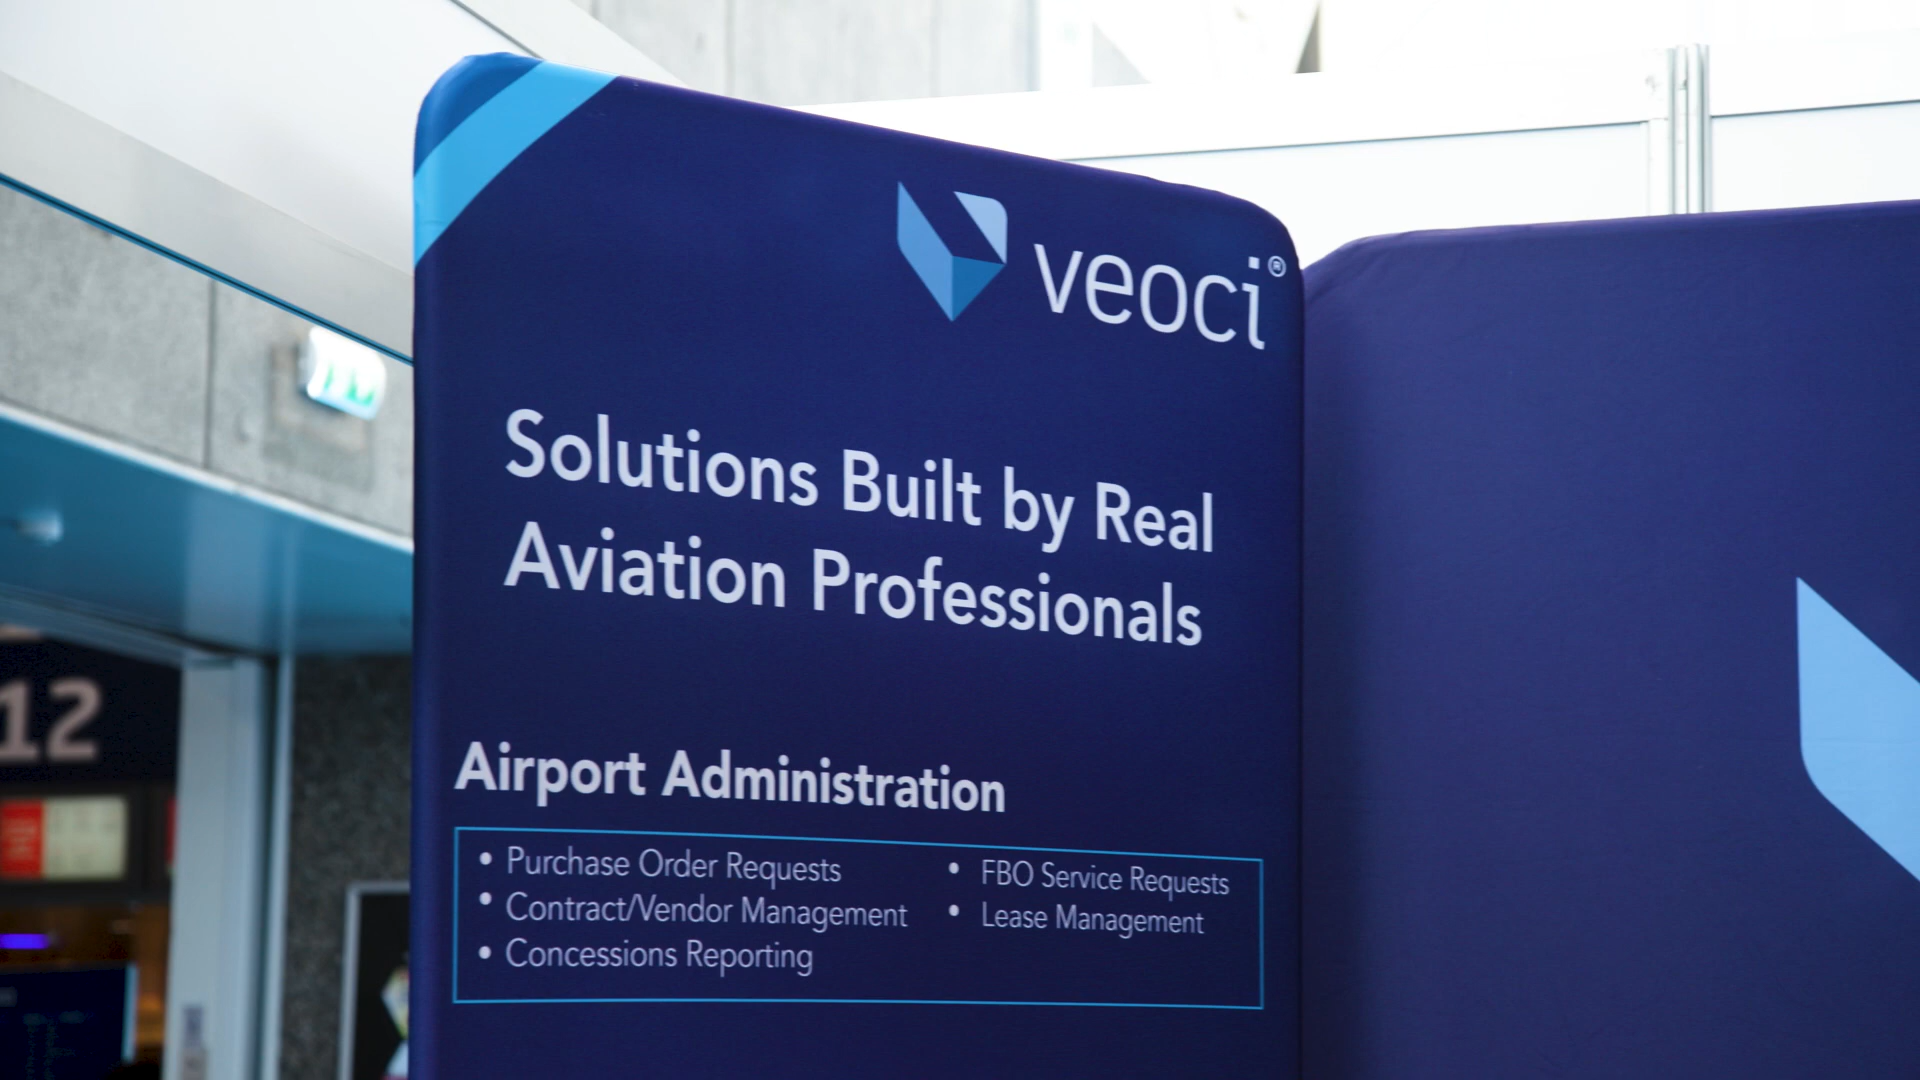 veoci®
Solutions Built by Real
Aviation Professionals
Airport Administration
• Purchase Order Requests
• Contract/Vendor Management
• Concessions Reporting
• FBO Service Requests
• Lease Management
12